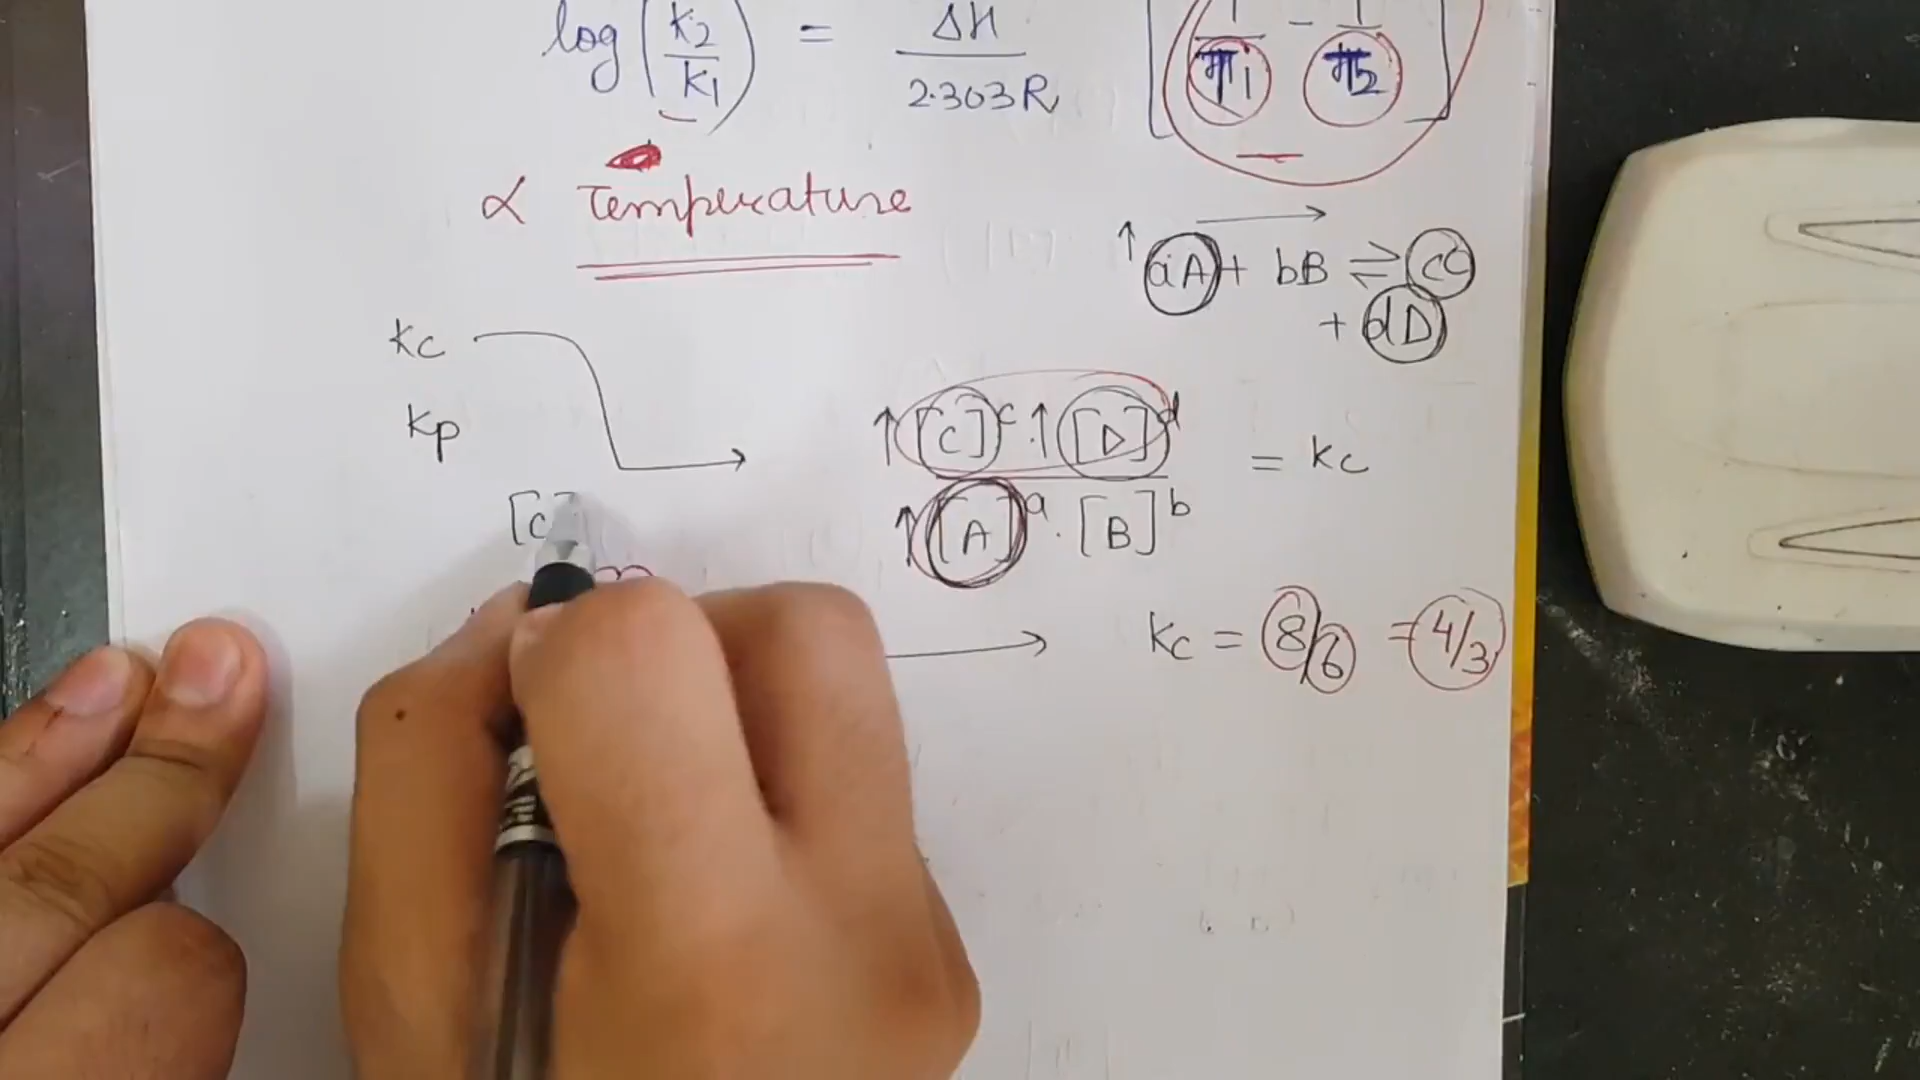 log (K2/K1) = ΔH/2.303R [1/T1 - 1/T2]
∝ Temperature
↑ aA + bB ⇌ cC
+ dD
Kc
Kp
↑[C]^c · ↑[D]^d / ↑[A]^a · [B]^b = Kc
[C]
Kc = 8/6 = 4/3